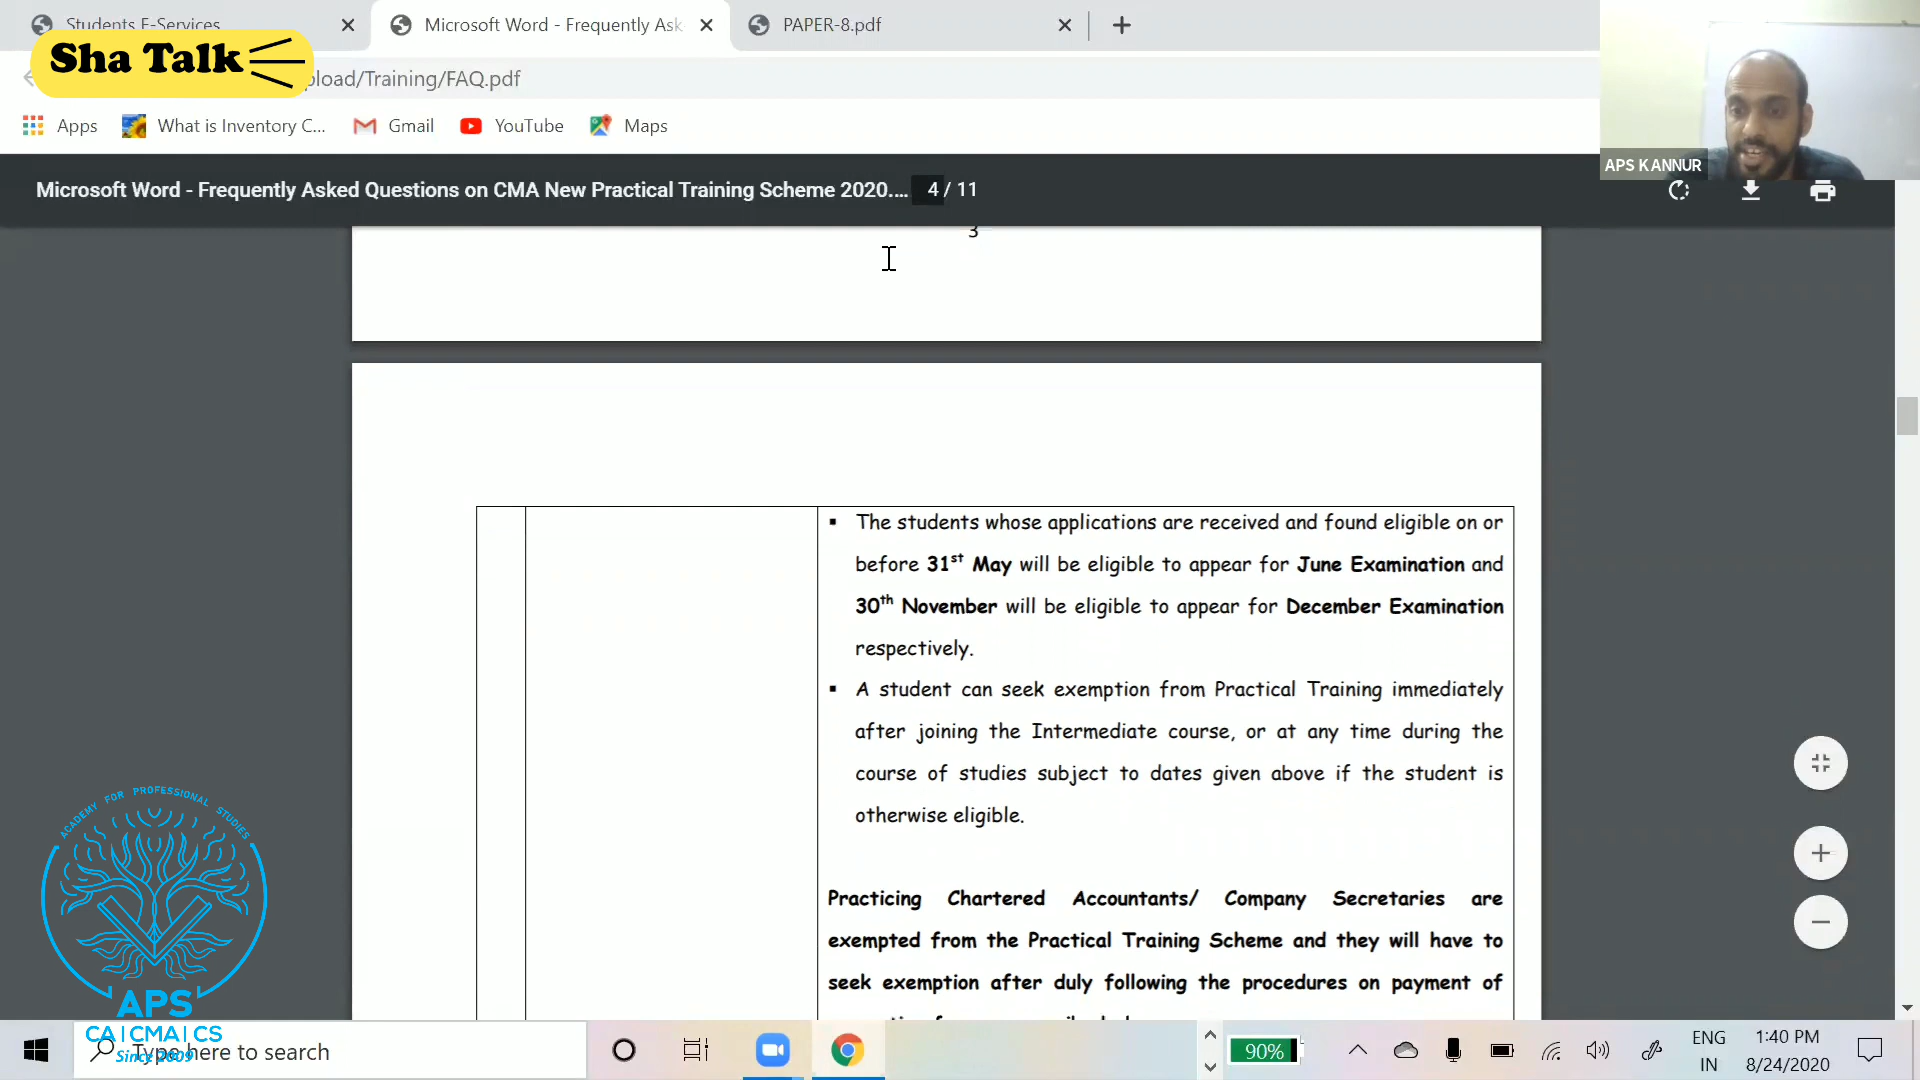 Students E-Services
Microsoft Word - Frequently Ask
PAPER-8.pdf
Sha Talk
pload/Training/FAQ.pdf
Apps
What is Inventory C...
Gmail
YouTube
Maps
APS KANNUR
Microsoft Word - Frequently Asked Questions on CMA New Practical Training Scheme 2020....
4 / 11
3
▪ The students whose applications are received and found eligible on or
before 31st May will be eligible to appear for June Examination and
30th November will be eligible to appear for December Examination
respectively.
▪ A student can seek exemption from Practical Training immediately
after joining the Intermediate course, or at any time during the
course of studies subject to dates given above if the student is
otherwise eligible.
Practicing Chartered Accountants/ Company Secretaries are
exempted from the Practical Training Scheme and they will have to
seek exemption after duly following the procedures on payment of
ACADEMY FOR PROFESSIONAL STUDIES
APS
CA|CMA|CS
Since 2009
Type here to search
90%
ENG
IN
1:40 PM
8/24/2020